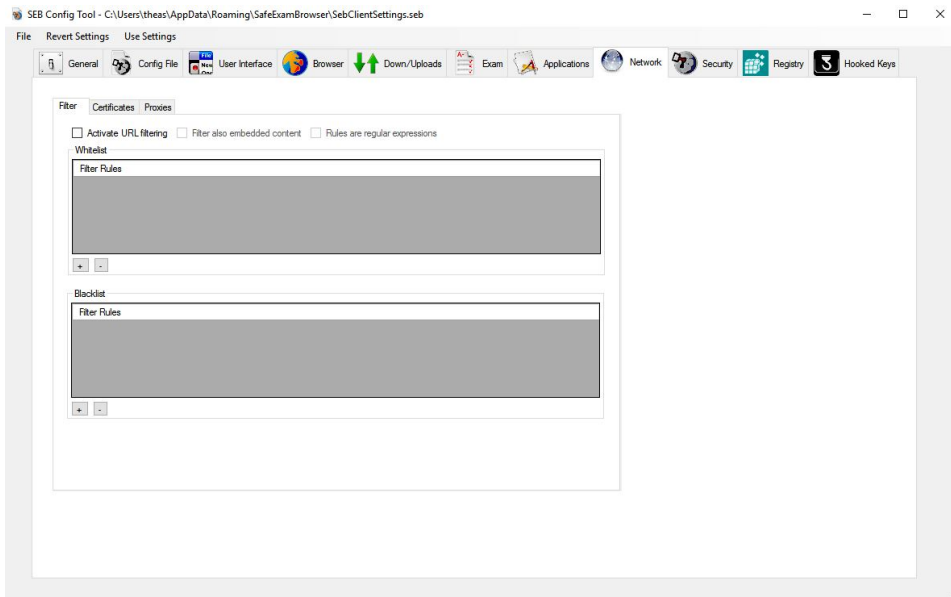 SEB Config Tool - C:\Users\theas\AppData\Roaming\SafeExamBrowser\SebClientSettings.seb
File Revert Settings Use Settings
General Config File User Interface Browser Down/Uploads Exam Applications Network Security Registry Hooked Keys
Filter Certificates Proxies
Activate URL filtering Filter also embedded content Rules are regular expressions
Whitelist
Filter Rules
+ -
Blacklist
Filter Rules
+ -